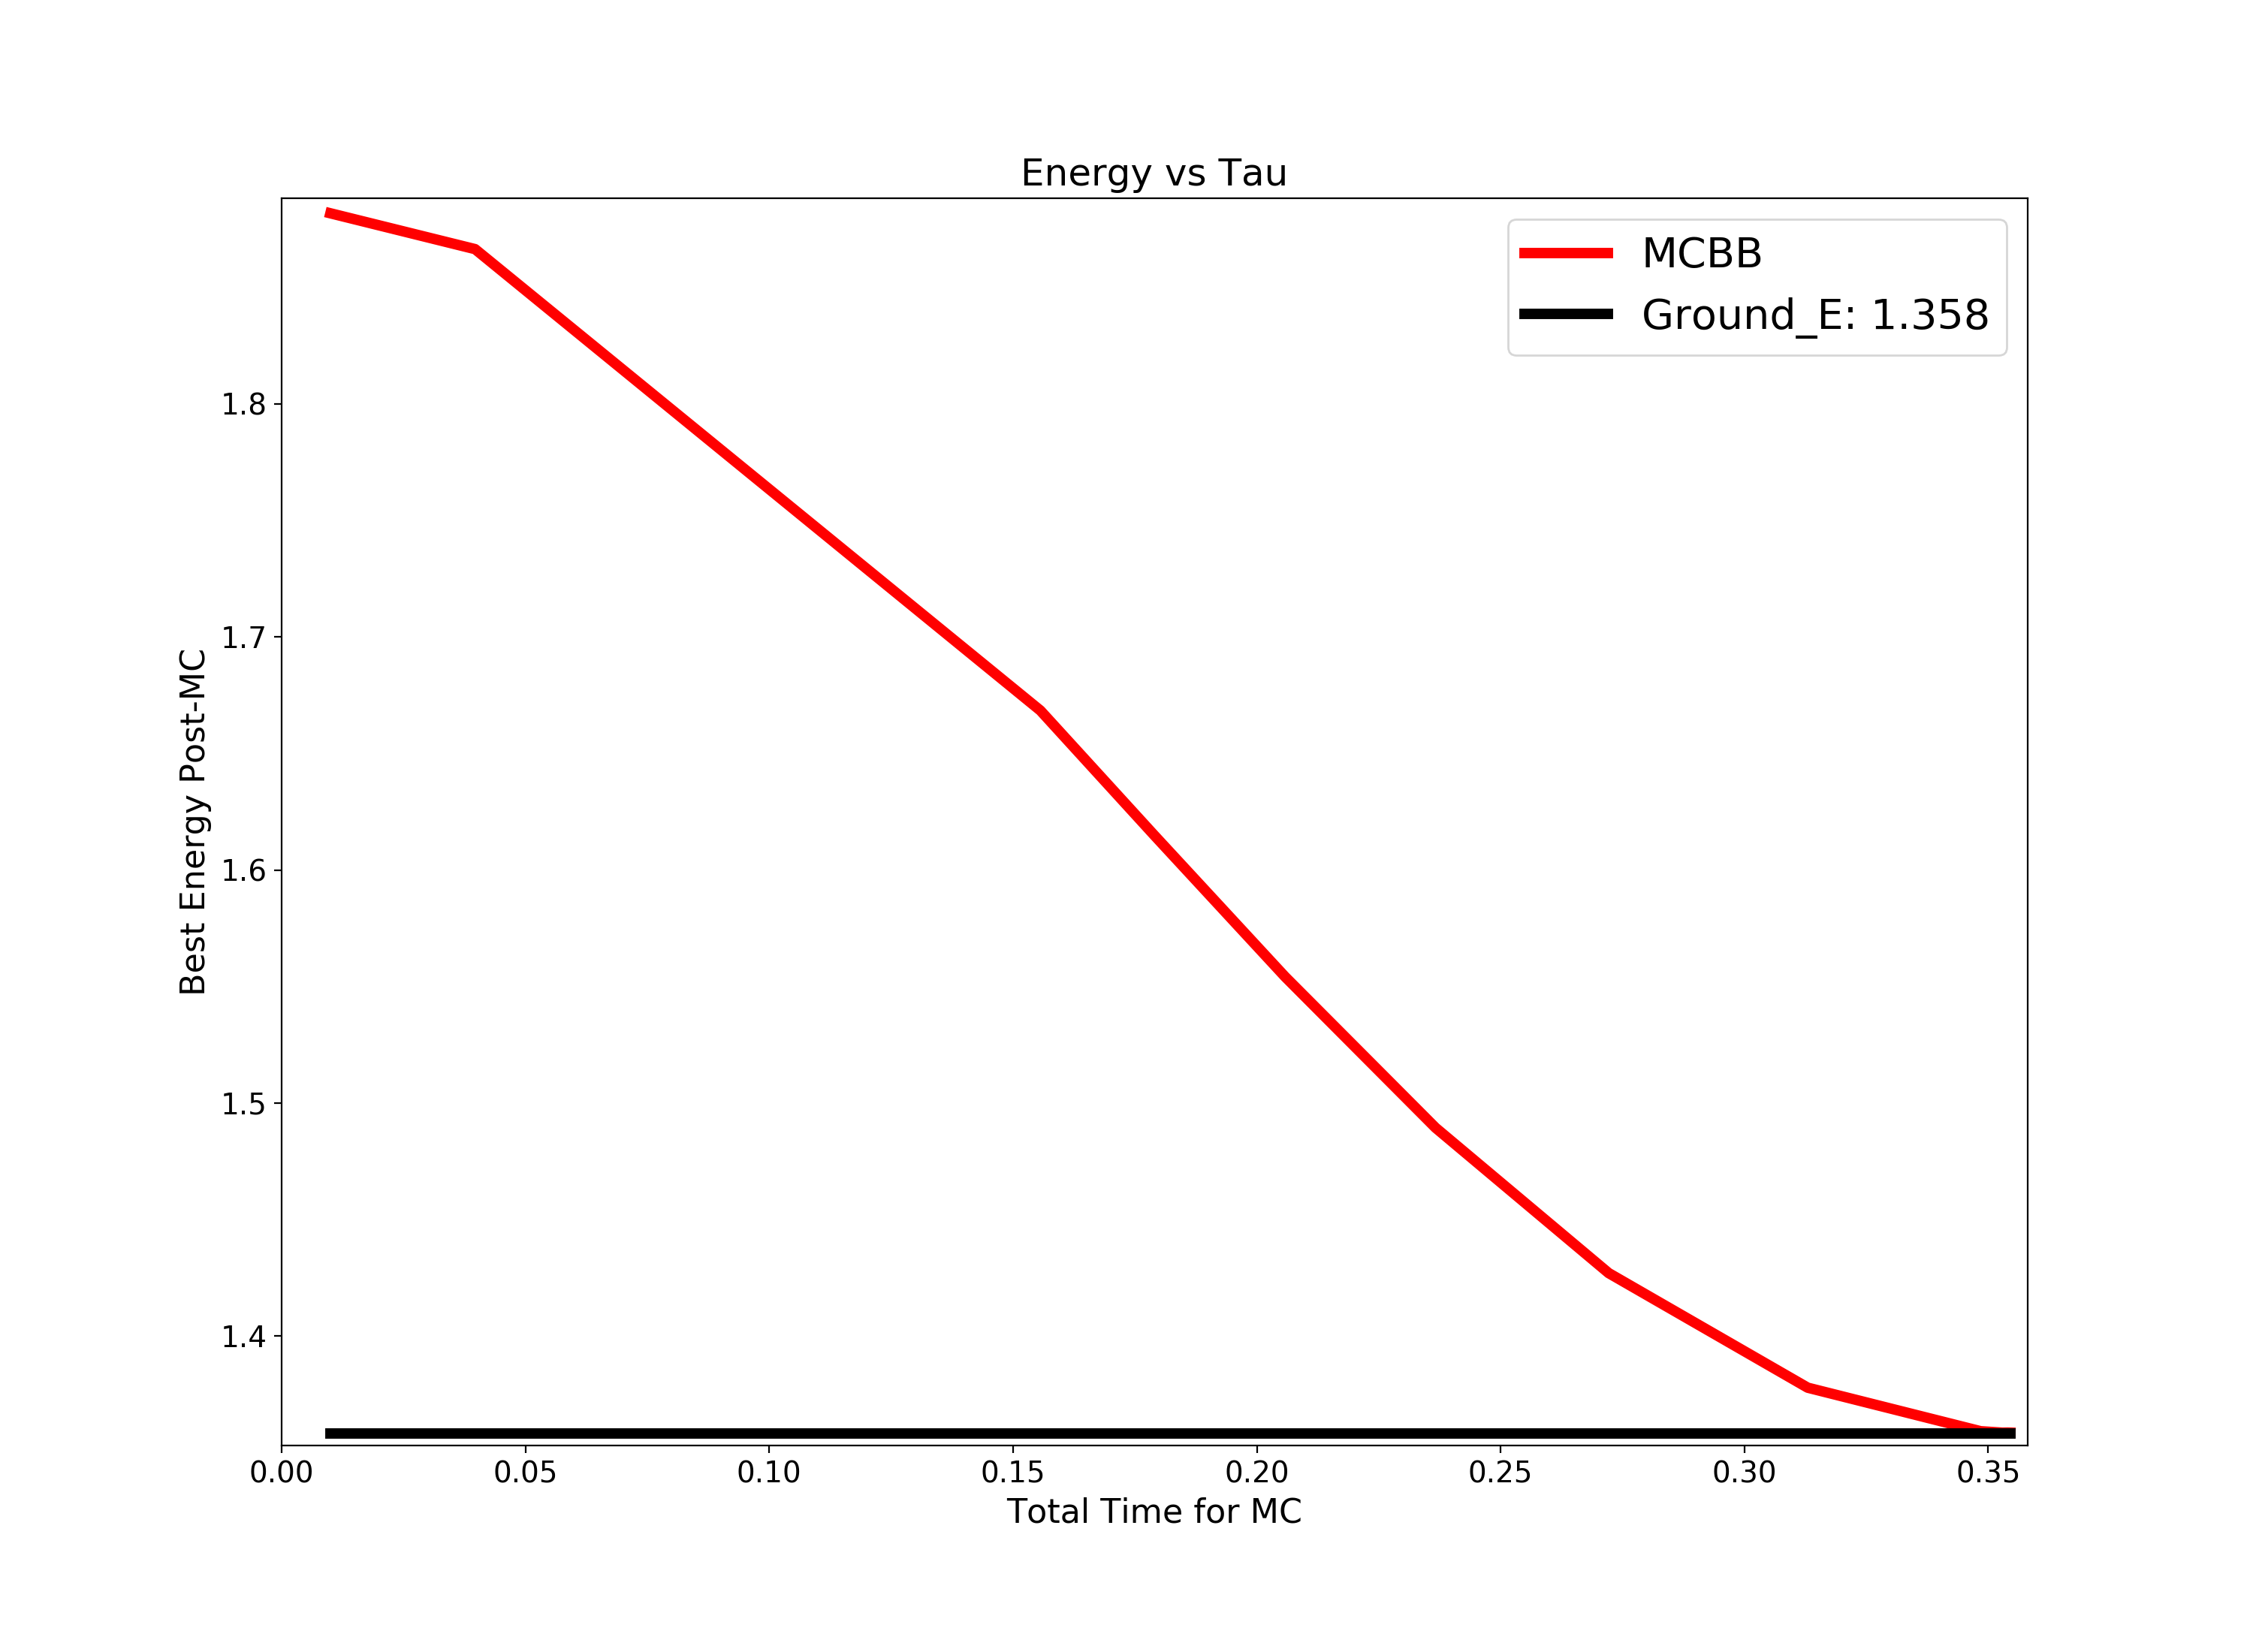 Energy vs Tau
MCBB
Ground_E: 1.358
Best Energy Post-MC
1.8
1.7
1.6
1.5
1.4
0.00 0.05 0.10 0.15 0.20 0.25 0.30 0.35
Total Time for MC